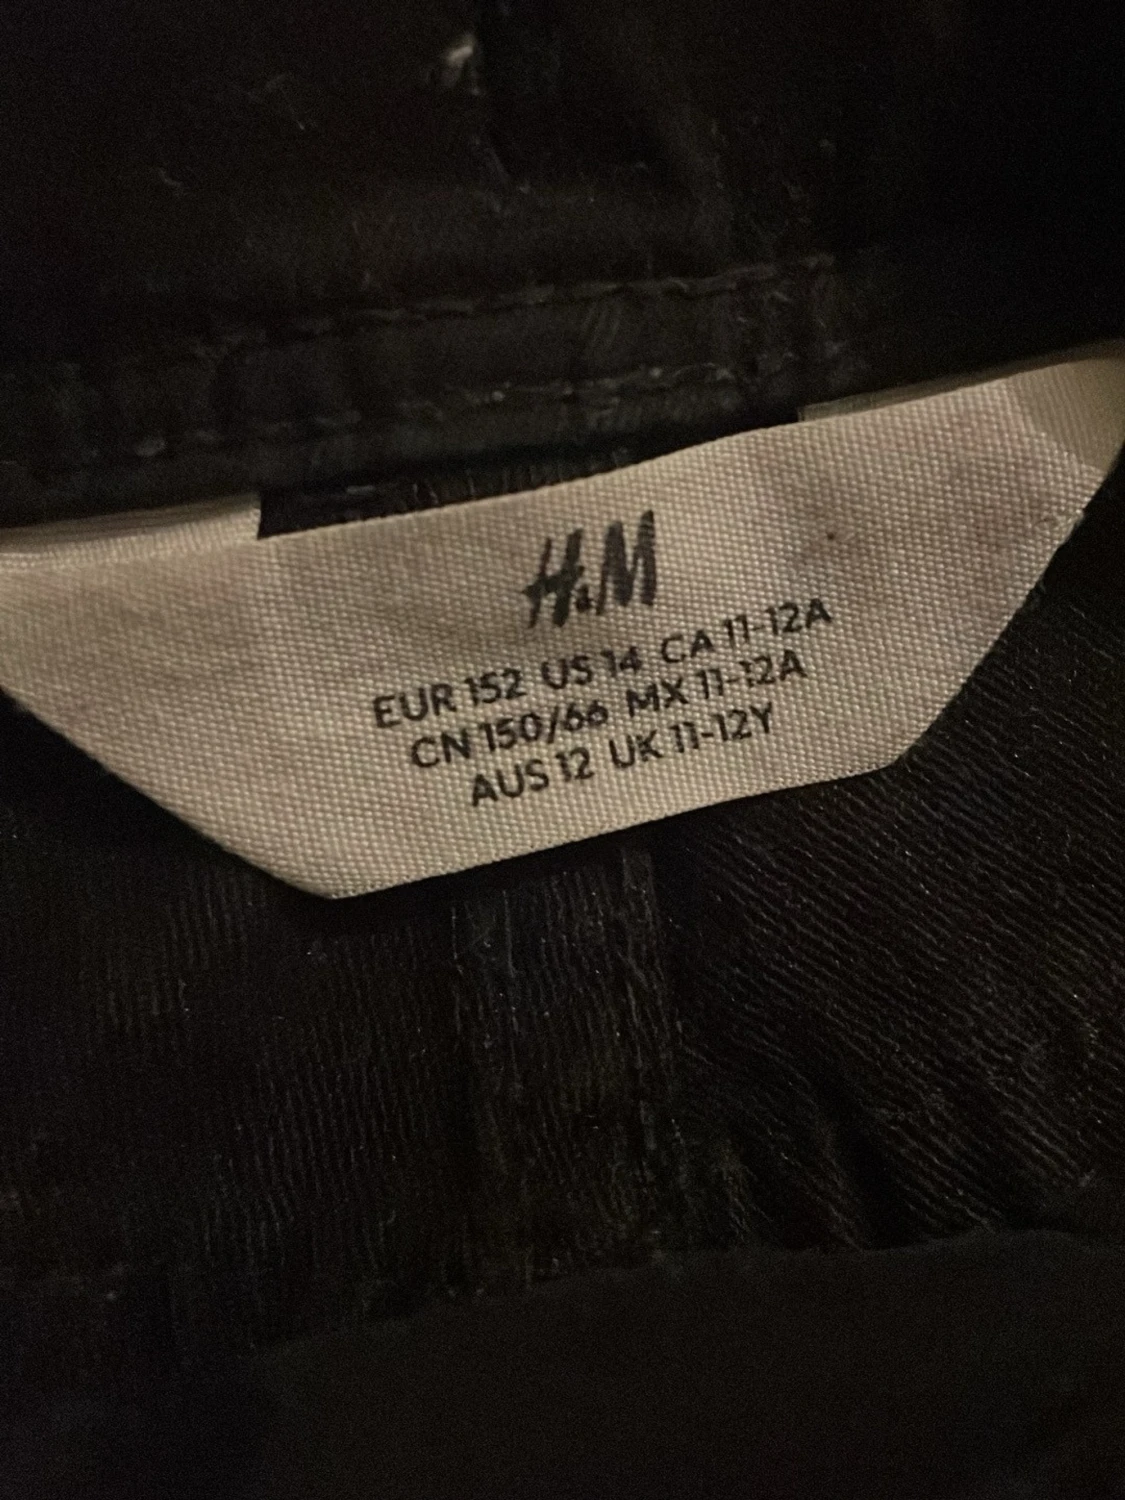 H&M
EUR 152 US 14 CA 11-12A
CN 150/66 MX 11-12A
AUS 12 UK 11-12Y